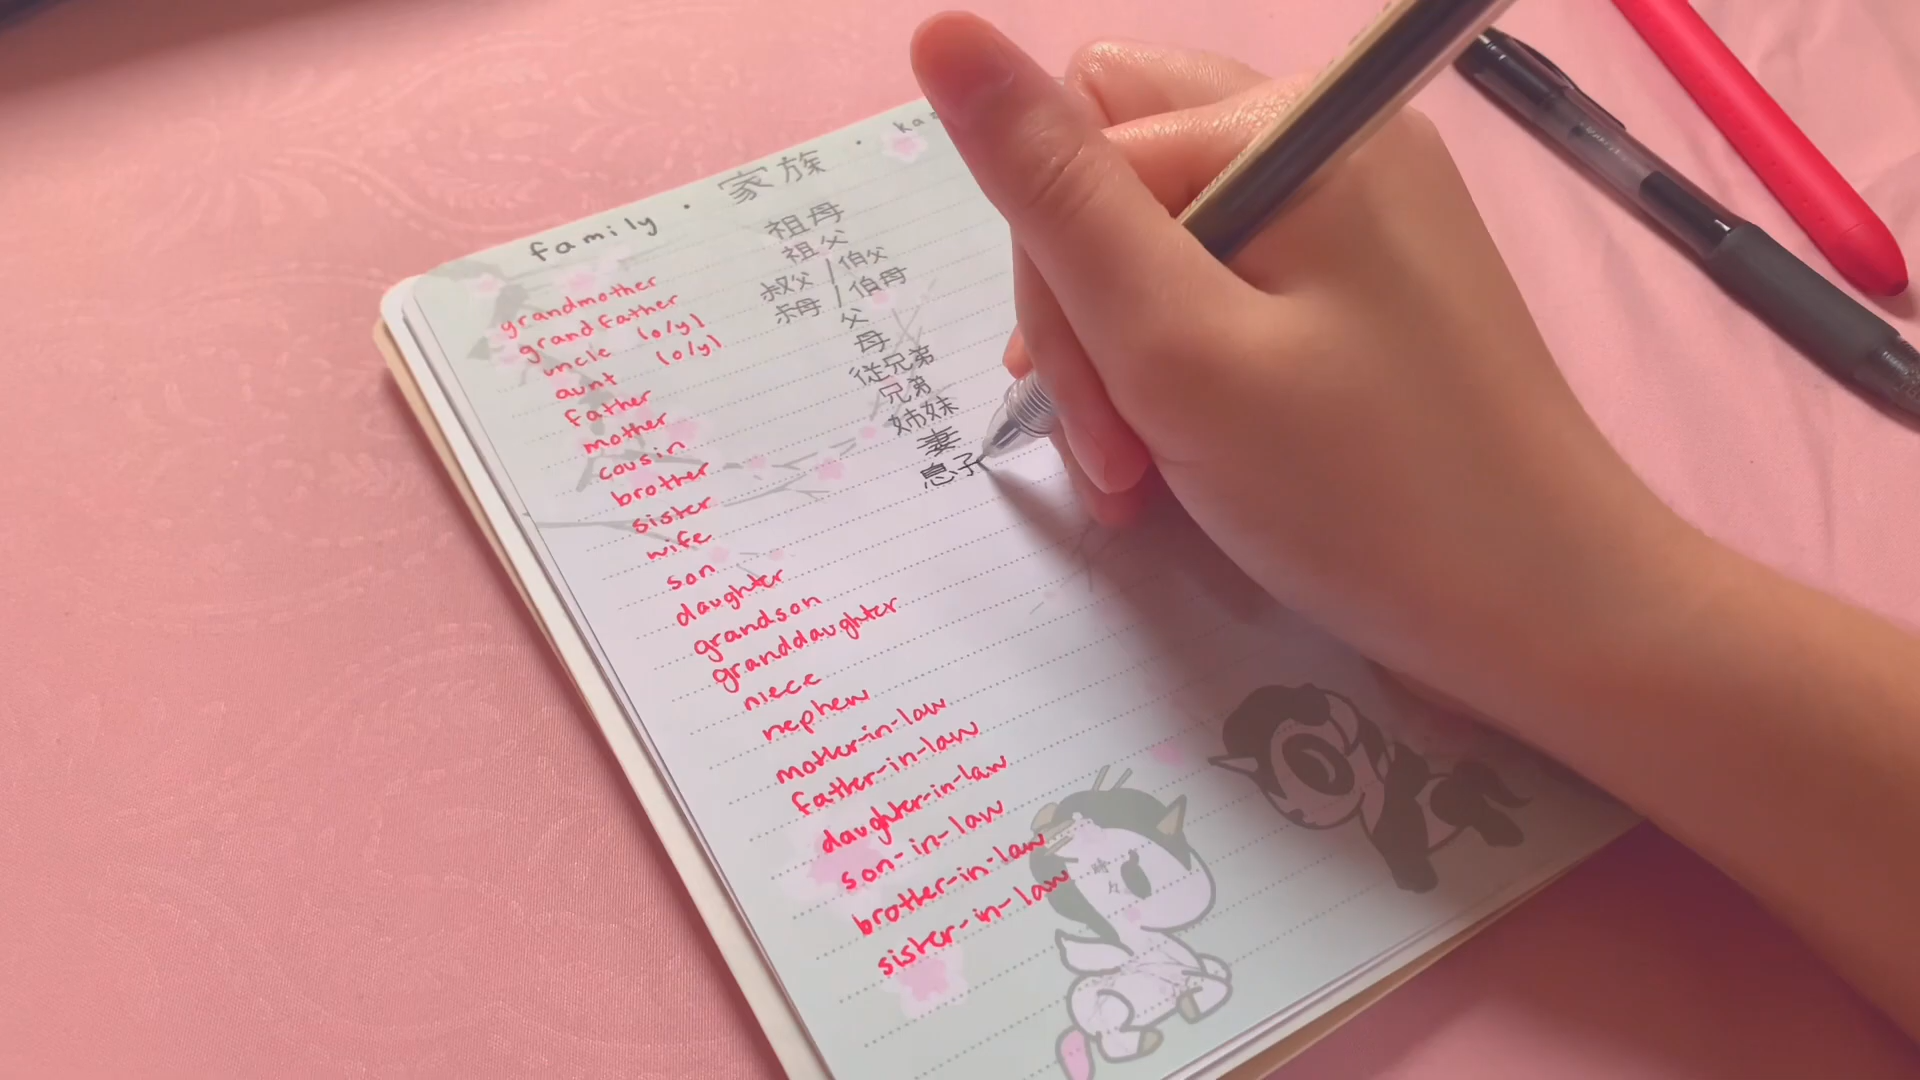 family · 家族 ·
grandmother 祖母
grandfather 祖父
uncle (o/y) 叔父 / 伯父
aunt (o/y) 叔母 / 伯母
father 父
mother 母
cousin 従兄弟
brother 兄弟
sister 姉妹
wife 妻
son 息子
daughter
grandson
granddaughter
niece
nephew
mother-in-law
father-in-law
daughter-in-law
son-in-law
brother-in-law
sister-in-law